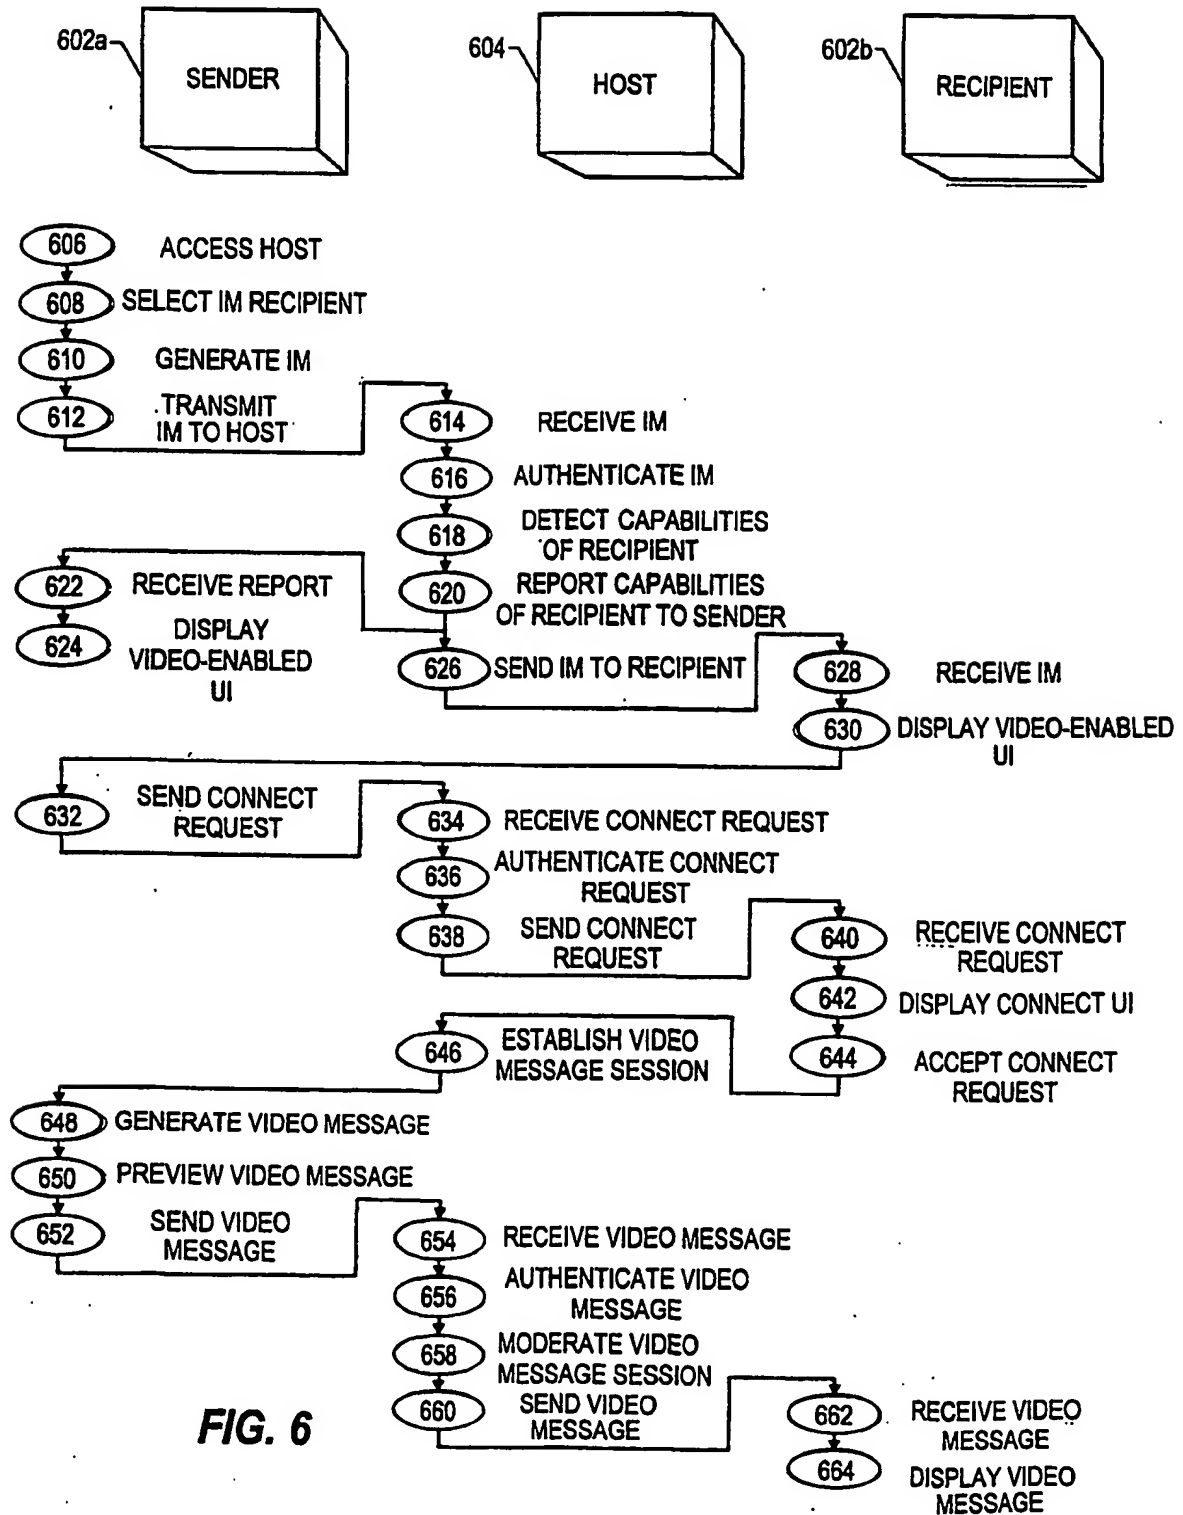 602a
SENDER
604
HOST
602b
RECIPIENT
606 ACCESS HOST
608 SELECT IM RECIPIENT
610 GENERATE IM
612 TRANSMIT
IM TO HOST
614 RECEIVE IM
616 AUTHENTICATE IM
618 DETECT CAPABILITIES
OF RECIPIENT
620 REPORT CAPABILITIES
OF RECIPIENT TO SENDER
622 RECEIVE REPORT
624 DISPLAY
VIDEO-ENABLED
UI
626 SEND IM TO RECIPIENT
628 RECEIVE IM
630 DISPLAY VIDEO-ENABLED
UI
632 SEND CONNECT
REQUEST
634 RECEIVE CONNECT REQUEST
636 AUTHENTICATE CONNECT
REQUEST
638 SEND CONNECT
REQUEST
640 RECEIVE CONNECT
REQUEST
642 DISPLAY CONNECT UI
644 ACCEPT CONNECT
REQUEST
646 ESTABLISH VIDEO
MESSAGE SESSION
648 GENERATE VIDEO MESSAGE
650 PREVIEW VIDEO MESSAGE
652 SEND VIDEO
MESSAGE
654 RECEIVE VIDEO MESSAGE
656 AUTHENTICATE VIDEO
MESSAGE
658 MODERATE VIDEO
MESSAGE SESSION
660 SEND VIDEO
MESSAGE
662 RECEIVE VIDEO
MESSAGE
664 DISPLAY VIDEO
MESSAGE
FIG. 6